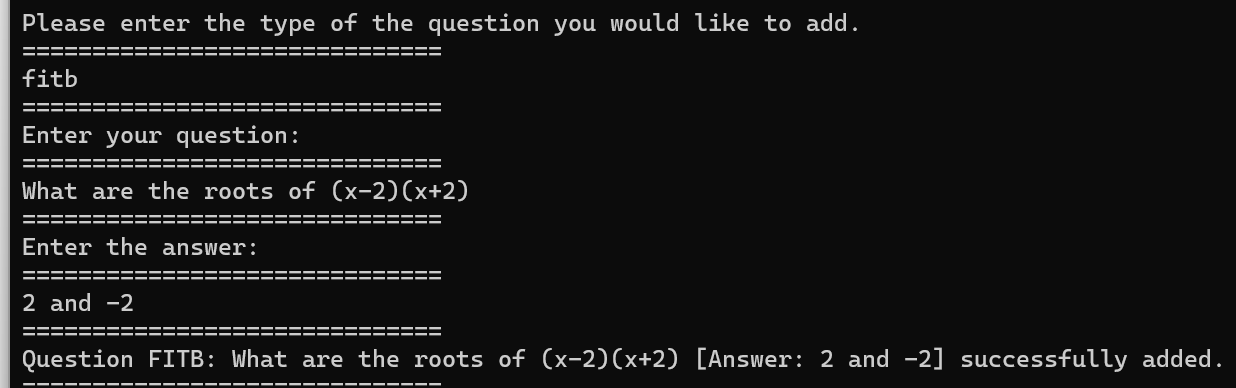 Please enter the type of the question you would like to add.
==============================
fitb
==============================
Enter your question:
==============================
What are the roots of (x-2)(x+2)
==============================
Enter the answer:
==============================
2 and -2
==============================
Question FITB: What are the roots of (x-2)(x+2) [Answer: 2 and -2] successfully added.
==============================